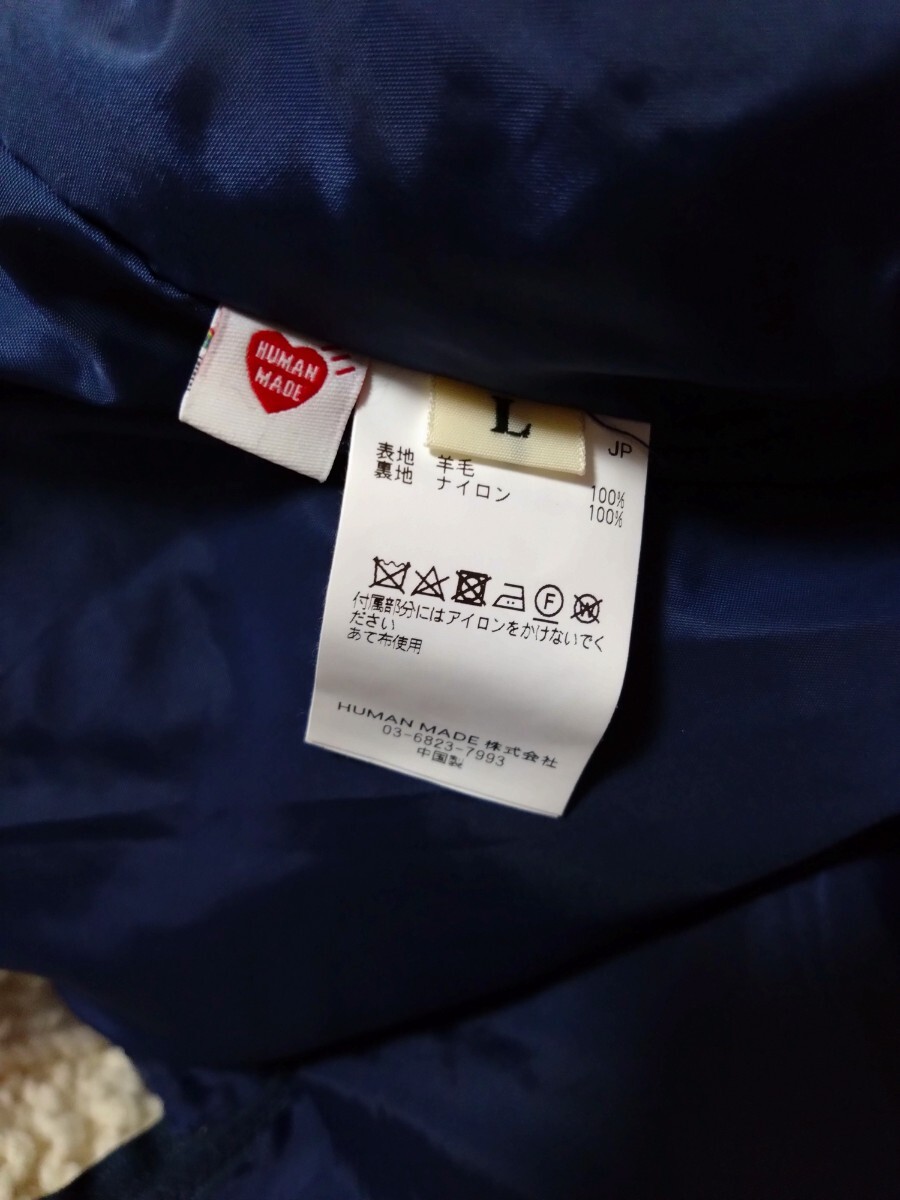 HUMAN
MADE
L
JP
表地 羊毛 100%
裏地 ナイロン 100%
F
W
付属部分にはアイロンをかけないでく
ださい
あて布使用
HUMAN MADE 株式会社
03-6823-7993
中国製